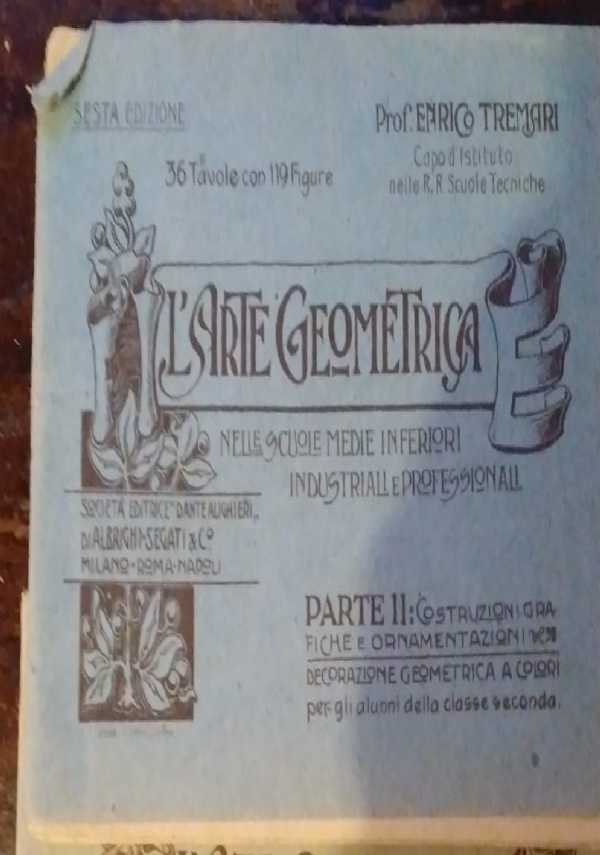 SESTA EDIZIONE
Prof. ENRICO TREMARI
Capo d'Istituto
nelle R. R. Scuole Tecniche
36 Tavole con 119 Figure
L'ARTE GEOMETRICA
NELLE SCUOLE MEDIE INFERIORI
INDUSTRIALI E PROFESSIONALI
SOCIETÀ EDITRICE "DANTE ALIGHIERI"
DI ALBRIGHI·SEGATI & Cº
MILANO·ROMA·NAPOLI
PARTE II: COSTRUZIONI GRA-
FICHE E ORNAMENTAZIONI
DECORAZIONE GEOMETRICA A COLORI
per gli alunni della classe seconda.